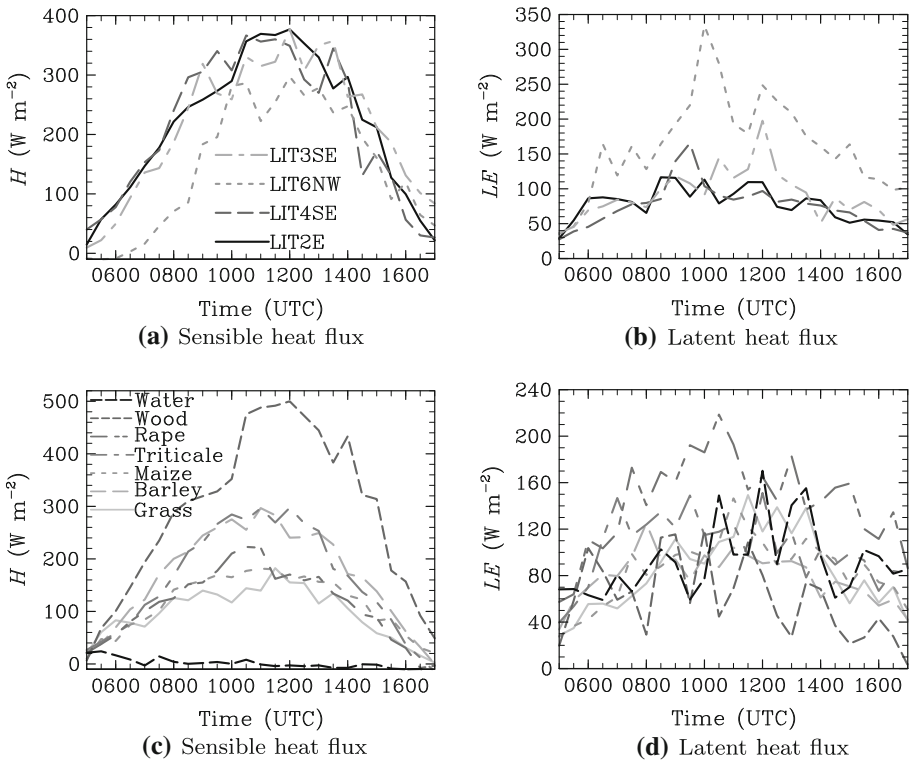 400
300
200
100
0
H (W m⁻²)
LIT3SE
LIT6NW
LIT4SE
LIT2E
0600 0800 1000 1200 1400 1600
Time (UTC)
(a) Sensible heat flux
350
300
250
200
150
100
50
0
LE (W m⁻²)
0600 0800 1000 1200 1400 1600
Time (UTC)
(b) Latent heat flux
500
400
300
200
100
0
H (W m⁻²)
Water
Wood
Rape
Triticale
Maize
Barley
Grass
0600 0800 1000 1200 1400 1600
Time (UTC)
(c) Sensible heat flux
240
200
160
120
80
40
0
LE (W m⁻²)
0600 0800 1000 1200 1400 1600
Time (UTC)
(d) Latent heat flux